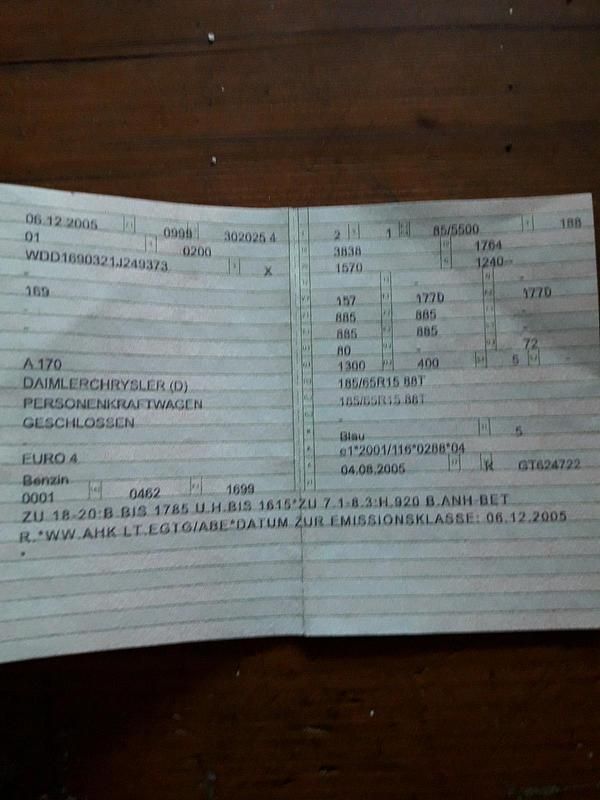 06.12.2005 0999 302025 4
01 0200
WDD1690321J249373 X
-
169
-
-
A 170
DAIMLERCHRYSLER (D)
PERSONENKRAFTWAGEN
GESCHLOSSEN
-
EURO 4
Benzin
0001 0462 1699
2 1 85/5500 188
3838 1764
1570 1240--
- -
157 1770 1770
885 885 -
885 885 -
80 - 72
1300 400 5 -
185/65R15 88T
185/65R15 88T
-
Blau 5
e1*2001/116*0288*04
04.08.2005 K GT624722
ZU 18-20:B.BIS 1785 U.H.BIS 1615*ZU 7.1-8.3:H.920 B.ANH-BET
R.*WW.AHK LT.EGTG/ABE*DATUM ZUR EMISSIONSKLASSE: 06.12.2005
*